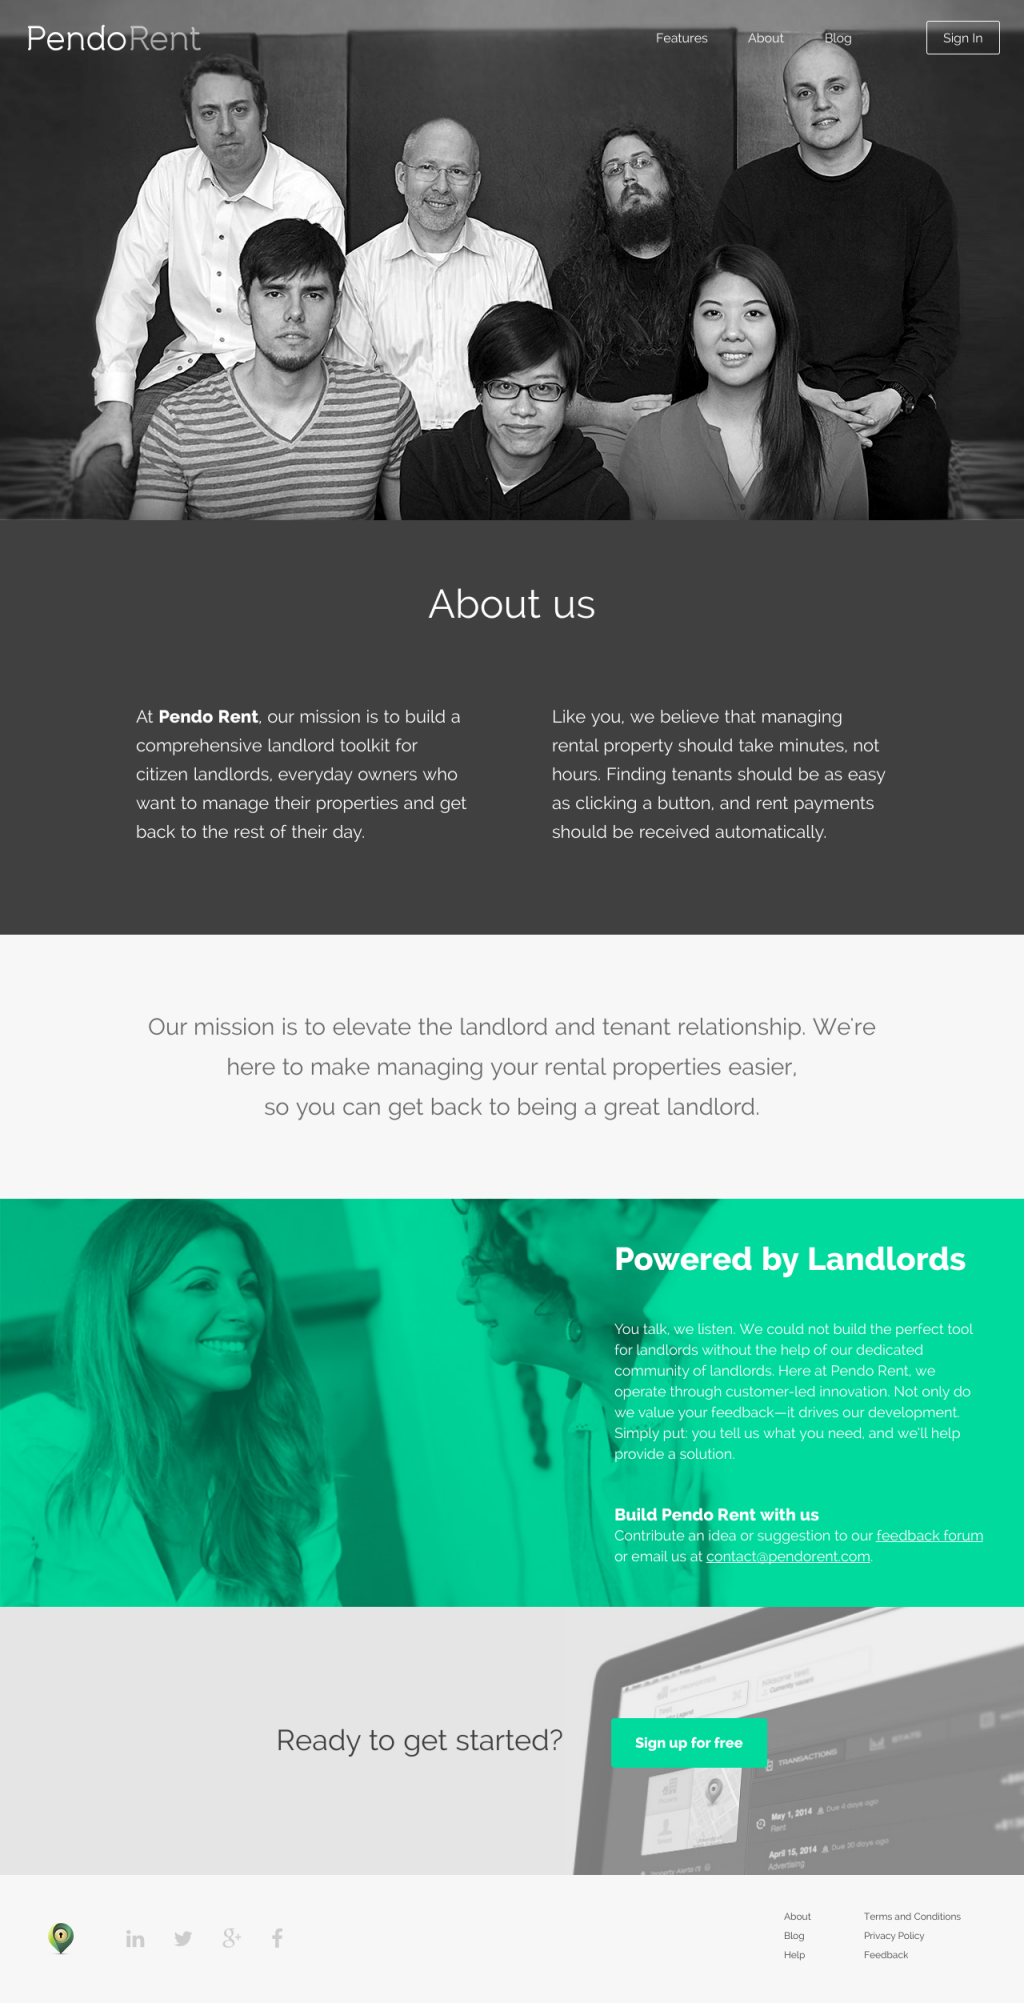 PendoRent
Features About Blog Sign In
About us
At Pendo Rent, our mission is to build a
comprehensive landlord toolkit for
citizen landlords, everyday owners who
want to manage their properties and get
back to the rest of their day.
Like you, we believe that managing
rental property should take minutes, not
hours. Finding tenants should be as easy
as clicking a button, and rent payments
should be received automatically.
Our mission is to elevate the landlord and tenant relationship. We're
here to make managing your rental properties easier,
so you can get back to being a great landlord.
Powered by Landlords
You talk, we listen. We could not build the perfect tool
for landlords without the help of our dedicated
community of landlords. Here at Pendo Rent, we
operate through customer-led innovation. Not only do
we value your feedback—it drives our development.
Simply put: you tell us what you need, and we'll help
provide a solution.
Build Pendo Rent with us
Contribute an idea or suggestion to our feedback forum
or email us at contact@pendorent.com.
Ready to get started?
Sign up for free
Currently vacant
STATS
TRANSACTIONS
May 1, 2014 Due 4 days ago
Rent
April 15, 2014 Due 20 days ago
Advertising
Property Alerts
About
Blog
Help
Terms and Conditions
Privacy Policy
Feedback